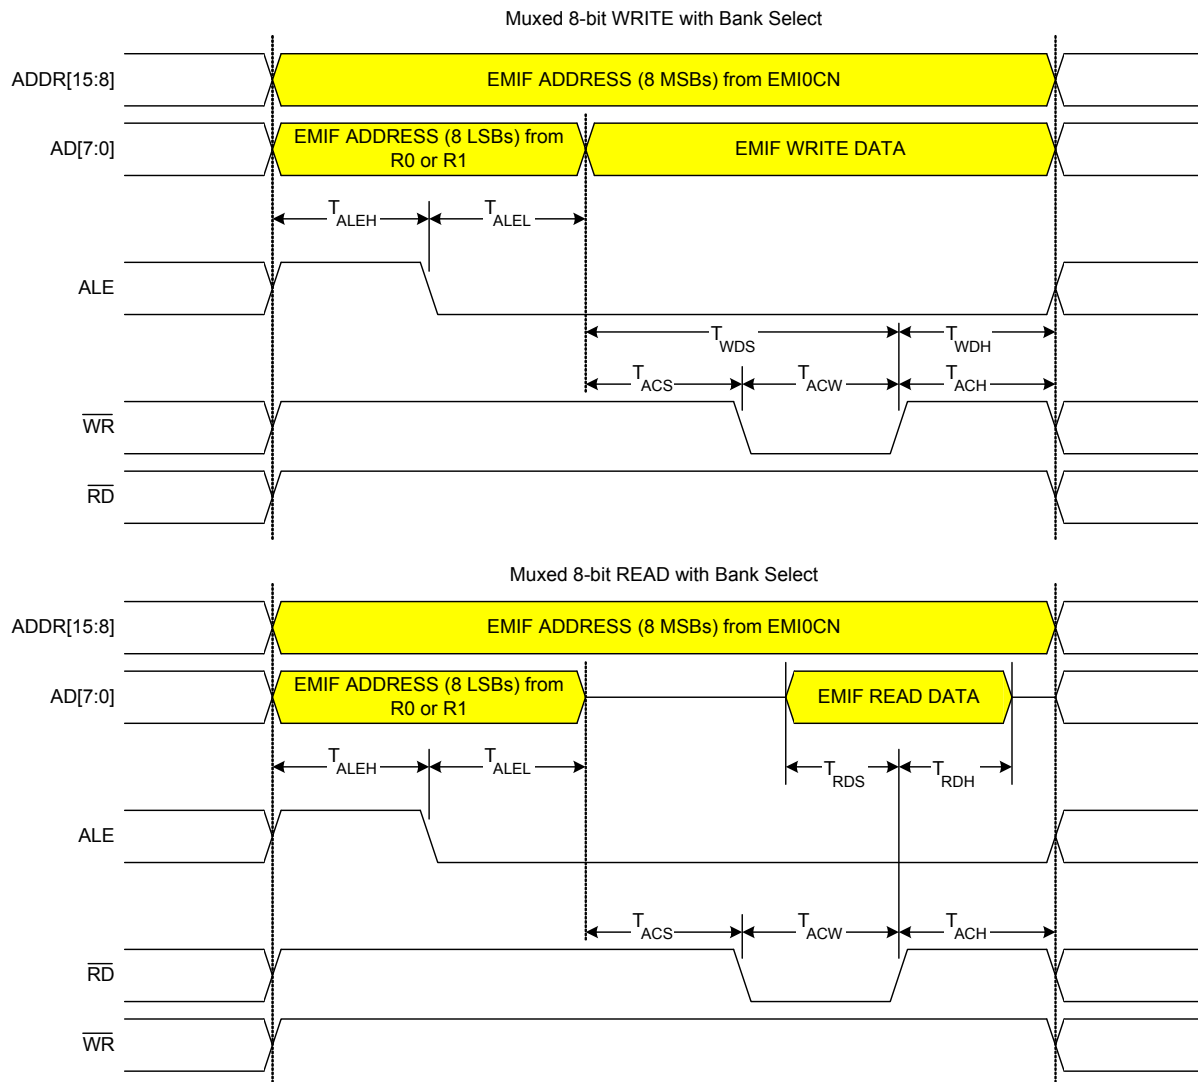 Muxed 8-bit WRITE with Bank Select
ADDR[15:8]
EMIF ADDRESS (8 MSBs) from EMI0CN
AD[7:0]
EMIF ADDRESS (8 LSBs) from
R0 or R1
EMIF WRITE DATA
TALEH
TALEL
ALE
TWDS
TWDH
TACS
TACW
TACH
WR
RD
Muxed 8-bit READ with Bank Select
ADDR[15:8]
EMIF ADDRESS (8 MSBs) from EMI0CN
AD[7:0]
EMIF ADDRESS (8 LSBs) from
R0 or R1
EMIF READ DATA
TALEH
TALEL
TRDS
TRDH
ALE
TACS
TACW
TACH
RD
WR